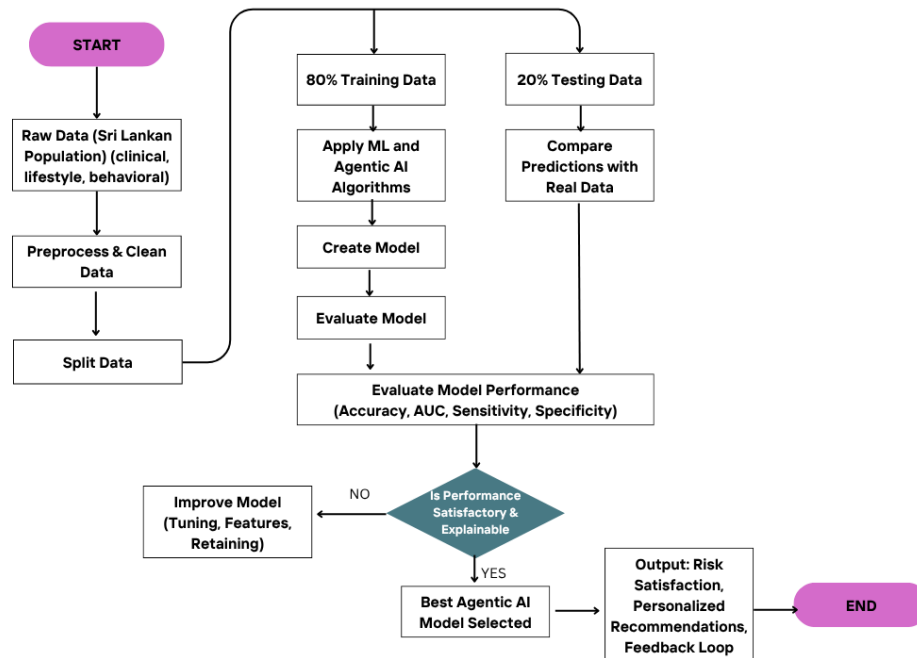 START
Raw Data (Sri Lankan
Population) (clinical,
lifestyle, behavioral)
Preprocess & Clean
Data
Split Data
80% Training Data
Apply ML and
Agentic AI
Algorithms
Create Model
Evaluate Model
20% Testing Data
Compare
Predictions with
Real Data
Evaluate Model Performance
(Accuracy, AUC, Sensitivity, Specificity)
Is Performance
Satisfactory &
Explainable
NO
Improve Model
(Tuning, Features,
Retaining)
YES
Best Agentic AI
Model Selected
Output: Risk
Satisfaction,
Personalized
Recommendations,
Feedback Loop
END